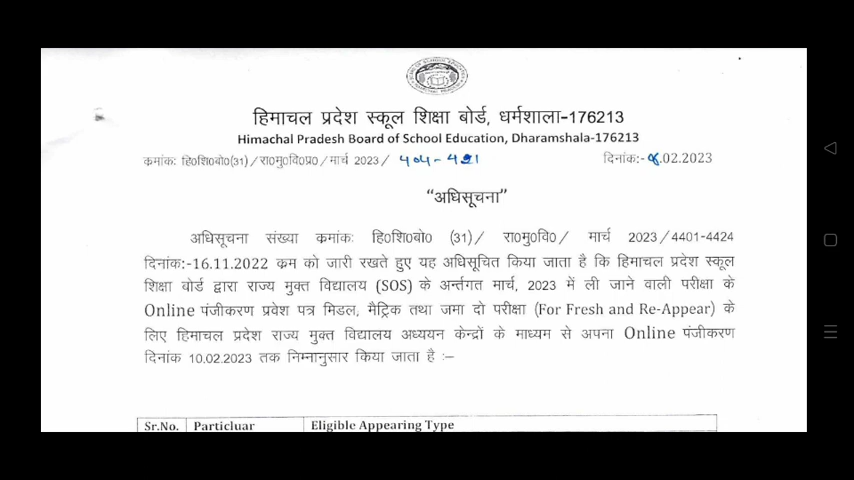 हिमाचल प्रदेश स्कूल शिक्षा बोर्ड, धर्मशाला-176213
Himachal Pradesh Board of School Education, Dharamshala-176213
क्रमांकः हि0शि0बो0(31)/रा0मु0वि0प्र0/मार्च 2023/ दिनांक:- .02.2023
“अधिसूचना”
अधिसूचना संख्या क्रमांकः हि0शि0बो0 (31)/ रा0मु0वि0/ मार्च 2023/4401-4424
दिनांक:-16.11.2022 क्रम को जारी रखते हुए यह अधिसूचित किया जाता है कि हिमाचल प्रदेश स्कूल
शिक्षा बोर्ड द्वारा राज्य मुक्त विद्यालय (SOS) के अर्न्तगत मार्च, 2023 में ली जाने वाली परीक्षा के
Online पंजीकरण प्रवेश पत्र मिडल, मैट्रिक तथा जमा दो परीक्षा (For Fresh and Re-Appear) के
लिए हिमाचल प्रदेश राज्य मुक्त विद्यालय अध्ययन केन्द्रों के माध्यम से अपना Online पंजीकरण
दिनांक 10.02.2023 तक निम्नानुसार किया जाता है :–
Sr.No. Particluar Eligible Appearing Type